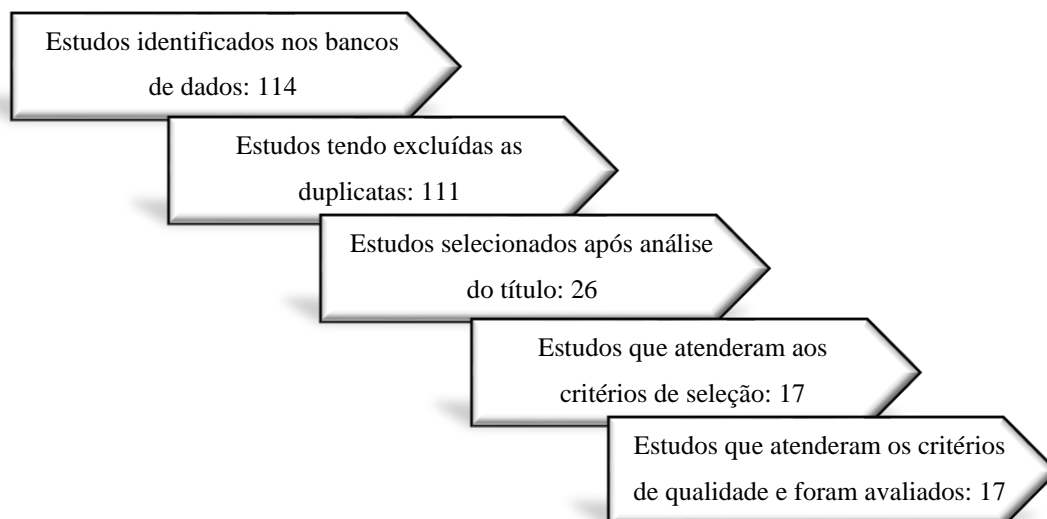 Estudos identificados nos bancos
de dados: 114
Estudos tendo excluídas as
duplicatas: 111
Estudos selecionados após análise
do título: 26
Estudos que atenderam aos
critérios de seleção: 17
Estudos que atenderam os critérios
de qualidade e foram avaliados: 17